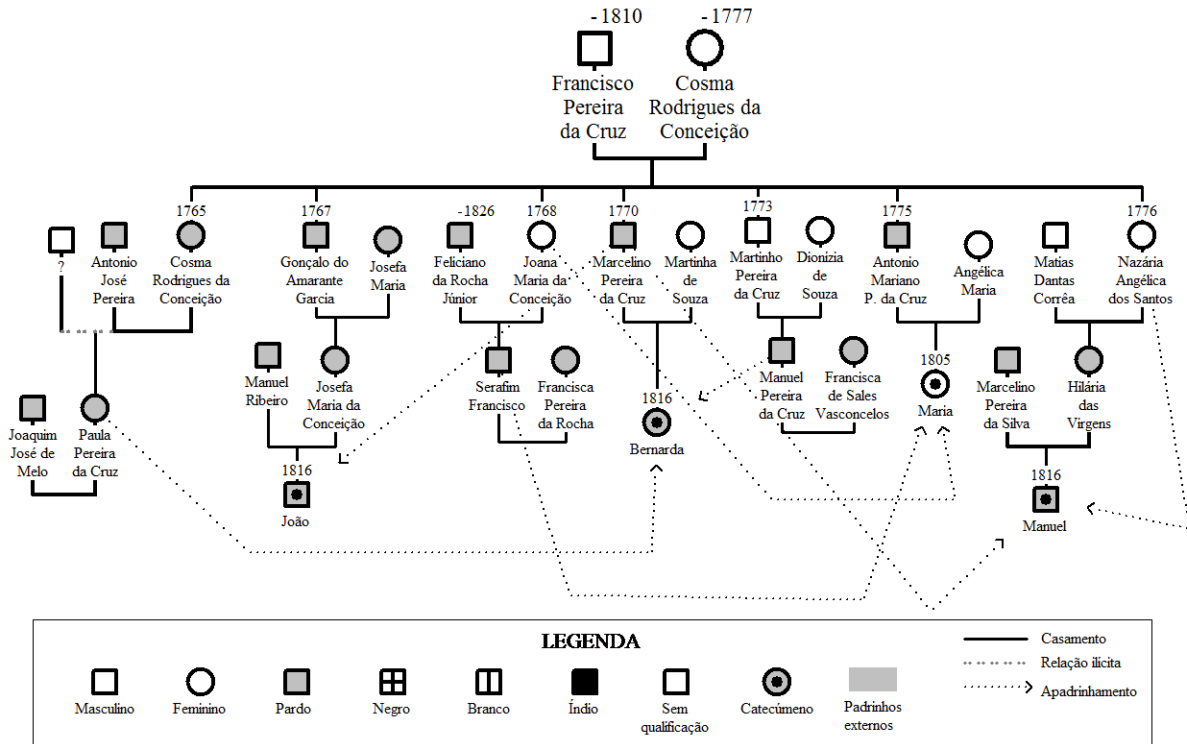 -1810
-1777
Francisco
Pereira
da Cruz
Cosma
Rodrigues da
Conceição
1765
1767
-1826
1768
1770
1773
1775
1776
?
Antonio
José
Pereira
Cosma
Rodrigues da
Conceição
Gonçalo do
Amarante
Garcia
Josefa
Maria
Feliciano
da Rocha
Júnior
Joana
Maria da
Conceição
Marcelino
Pereira
da Cruz
Martinha
de
Souza
Martinho
Pereira
da Cruz
Dionizia
de
Souza
Antonio
Mariano
P. da Cruz
Angélica
Maria
Matias
Dantas
Corrêa
Nazária
Angélica
dos Santos
Joaquim
José de
Melo
Paula
Pereira
da Cruz
Manuel
Ribeiro
Josefa
Maria da
Conceição
1816
João
Serafim
Francisco
Francisca
Pereira
da Rocha
1816
Bernarda
Manuel
Pereira
da Cruz
Francisca
de Sales
Vasconcelos
1805
Maria
Marcelino
Pereira
da Silva
Hilária
das
Virgens
1816
Manuel
LEGENDA
Masculino
Feminino
Pardo
Negro
Branco
Índio
Sem
qualificação
Catecúmeno
Padrinhos
externos
Casamento
Relação ilícita
Apadrinhamento